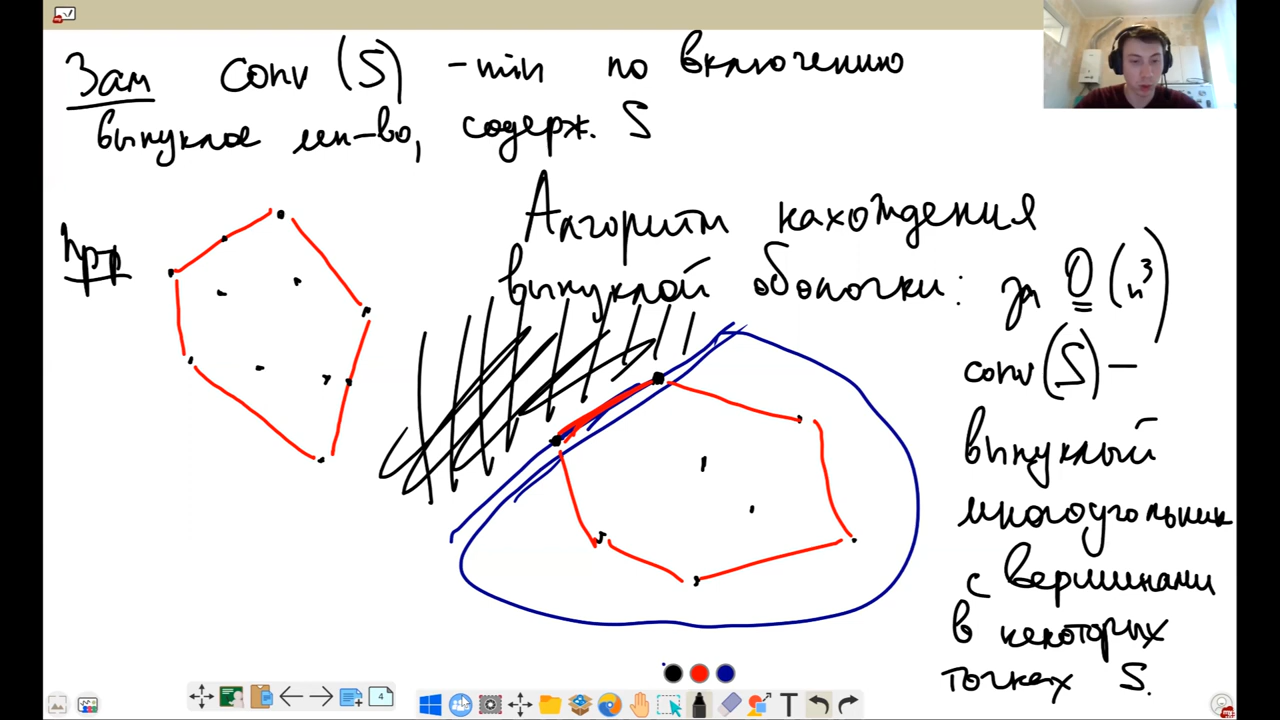 Зам conv (S) - min по включению
выпуклое мн-во, содерж. S
Пр
Алгоритм нахождения
выпуклой оболочки: за O(n³)
conv(S) —
выпуклый
многоугольник
с вершинами
в некоторых
точках S.
4
T